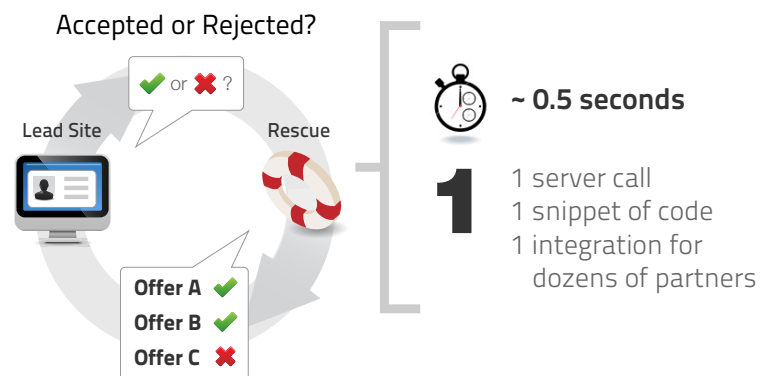 Accepted or Rejected?
or ?
Lead Site
Rescue
Offer A
Offer B
Offer C
~ 0.5 seconds
1
1 server call
1 snippet of code
1 integration for
dozens of partners